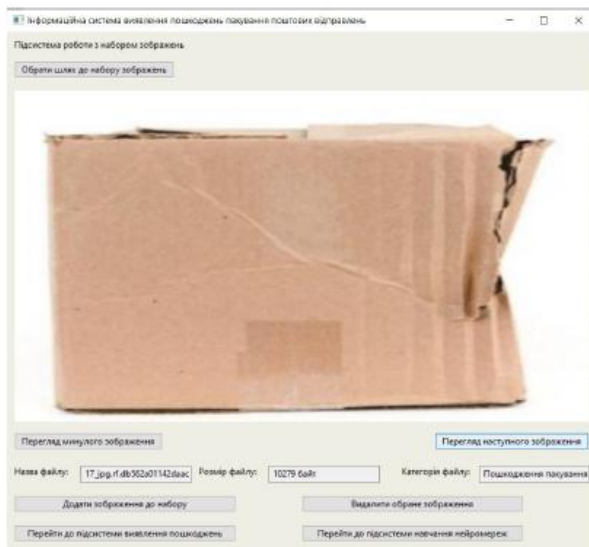 Інформаційна система виявлення пошкоджень пакування поштових відправлень
Підсистема роботи з набором зображень
Обрати шлях до набору зображень
Перегляд минулого зображення
Перегляд наступного зображення
Назва файлу: 17_jpg.rf.db562a01142daac Розмір файлу: 10279 байт Категорія файлу: Пошкодження пакування
Додати зображення до набору
Видалити обране зображення
Перейти до підсистеми виявлення пошкоджень
Перейти до підсистеми навчання нейромереж